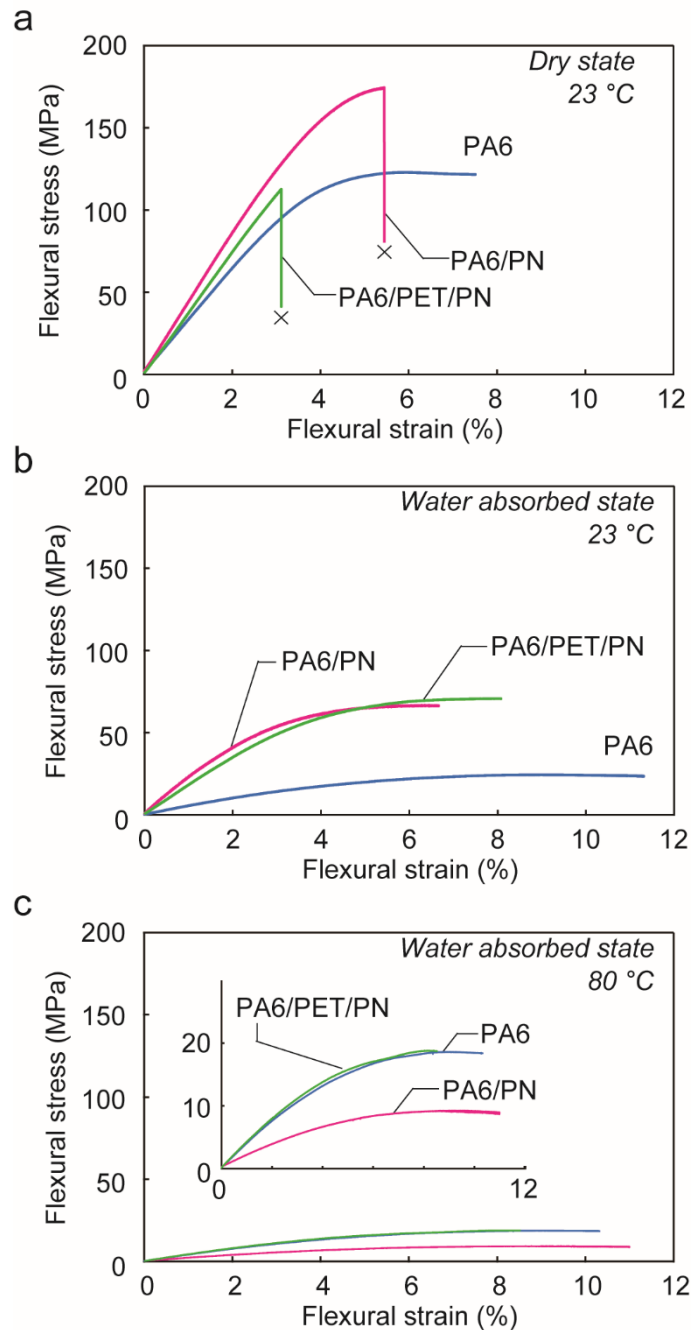 a
Flexural stress (MPa)
200
150
100
50
0
Dry state
23 °C
PA6
PA6/PN
PA6/PET/PN
0 2 4 6 8 10 12
Flexural strain (%)
b
Flexural stress (MPa)
200
150
100
50
0
Water absorbed state
23 °C
PA6/PN
PA6/PET/PN
PA6
0 2 4 6 8 10 12
Flexural strain (%)
c
Flexural stress (MPa)
200
150
100
50
0
Water absorbed state
80 °C
PA6/PET/PN
PA6
PA6/PN
20
10
0
0 12
0 2 4 6 8 10 12
Flexural strain (%)